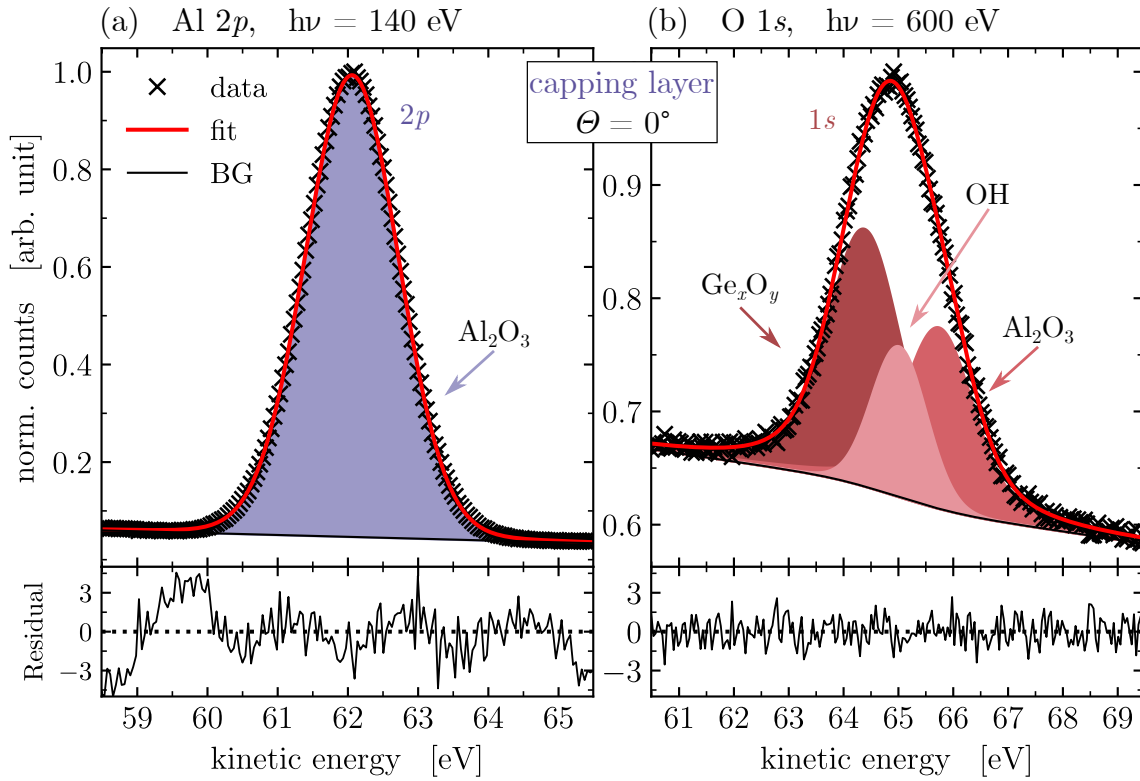 (a) Al 2p, hν = 140 eV
(b) O 1s, hν = 600 eV
capping layer
Θ = 0°
data
fit
BG
2p
Al₂O₃
1s
OH
GeₓOᵧ
Al₂O₃
norm. counts [arb. unit]
1.0
0.8
0.6
0.4
0.2
0.9
0.8
0.7
0.6
Residual
3
0
−3
3
0
−3
59 60 61 62 63 64 65
61 62 63 64 65 66 67 68 69
kinetic energy [eV]
kinetic energy [eV]